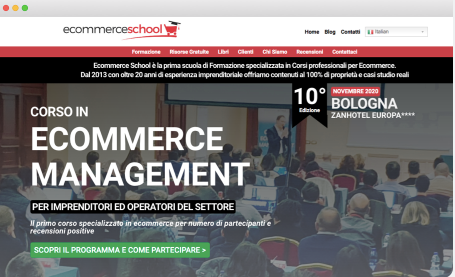 ecommerceschool
Home Blog Contatti Italian
Formazione Risorse Gratuite Libri Clienti Chi Siamo Recensioni Contattaci
Ecommerce School è la prima scuola di Formazione specializzata in Corsi professionali per Ecommerce.
Dal 2013 con oltre 20 anni di esperienza imprenditoriale offriamo contenuti al 100% di proprietà e casi studio reali
10°
Edizione
NOVEMBRE 2020
BOLOGNA
ZANHOTEL EUROPA****
CORSO IN
ECOMMERCE
MANAGEMENT
PER IMPRENDITORI ED OPERATORI DEL SETTORE
Il primo corso specializzato in ecommerce per numero di partecipanti e
recensioni positive
SCOPRI IL PROGRAMMA E COME PARTECIPARE >